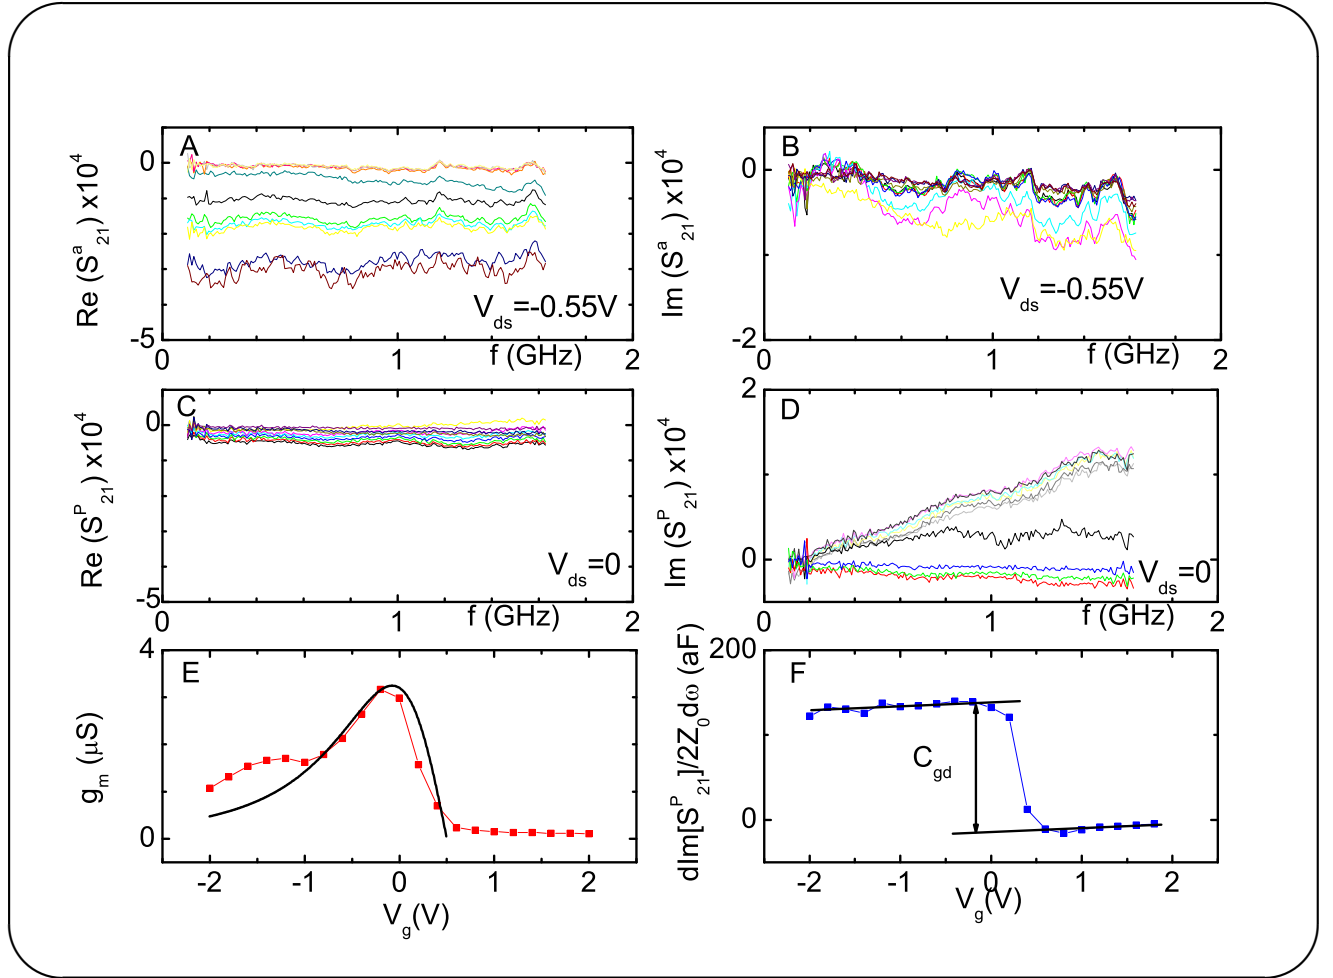 A
Re (S^a_21) x10^4
0
-5
0
1
2
f (GHz)
V_ds=-0.55V
B
Im (S^a_21) x10^4
0
-2
0
1
2
f (GHz)
V_ds=-0.55V
C
Re (S^P_21) x10^4
0
-5
0
1
2
f (GHz)
V_ds=0
D
Im (S^P_21) x10^4
2
0
0
1
2
f (GHz)
V_ds=0
E
g_m (μS)
4
0
-2
-1
0
1
2
V_g(V)
F
dIm[S^P_21]/2Z_0dω (aF)
200
0
C_gd
-2
-1
0
1
2
V_g(V)